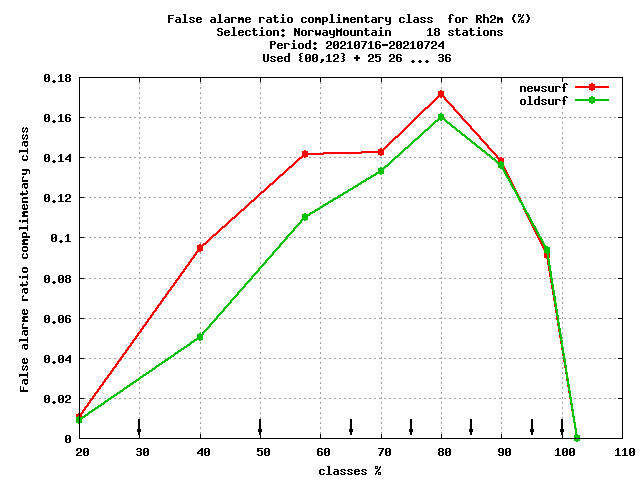 False alarme ratio complimentary class  for Rh2m (%)
Selection: NorwayMountain     18 stations
Period: 20210716-20210724
Used {00,12} + 25 26 ... 36
newsurf
oldsurf
False alarme ratio complimentary class
0.18
0.16
0.14
0.12
0.1
0.08
0.06
0.04
0.02
0
20 30 40 50 60 70 80 90 100 110
classes %